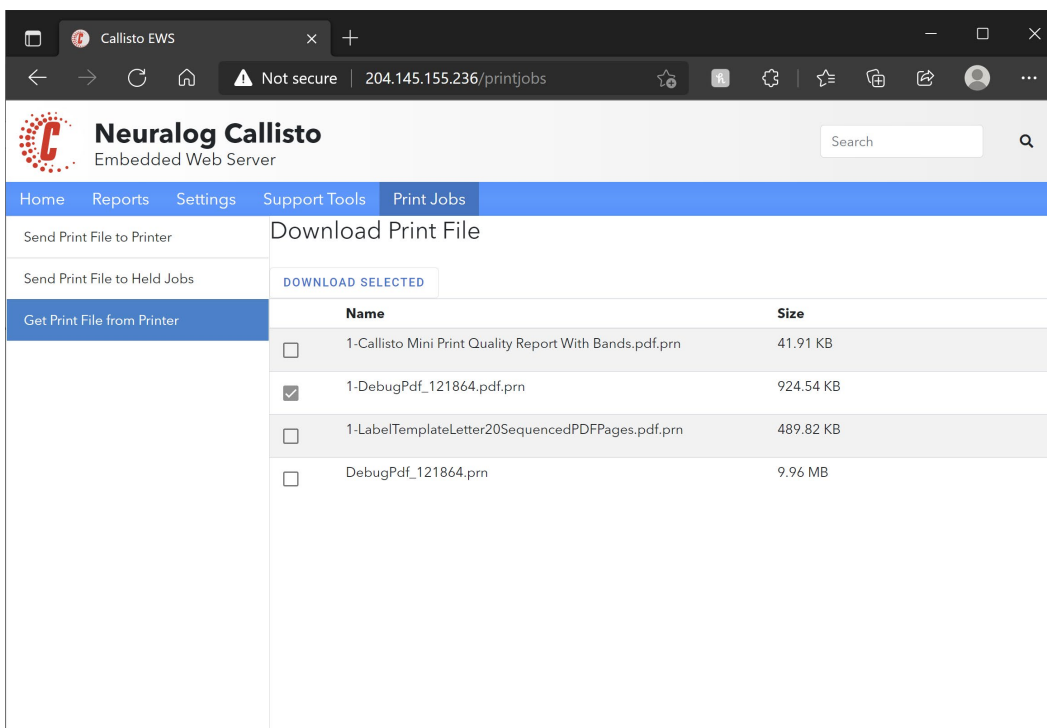 Callisto EWS
Not secure | 204.145.155.236/printjobs
Neuralog Callisto
Embedded Web Server
Search
Home Reports Settings Support Tools Print Jobs
Send Print File to Printer
Send Print File to Held Jobs
Get Print File from Printer
Download Print File
DOWNLOAD SELECTED
Name Size
1-Callisto Mini Print Quality Report With Bands.pdf.prn 41.91 KB
1-DebugPdf_121864.pdf.prn 924.54 KB
1-LabelTemplateLetter20SequencedPDFPages.pdf.prn 489.82 KB
DebugPdf_121864.prn 9.96 MB